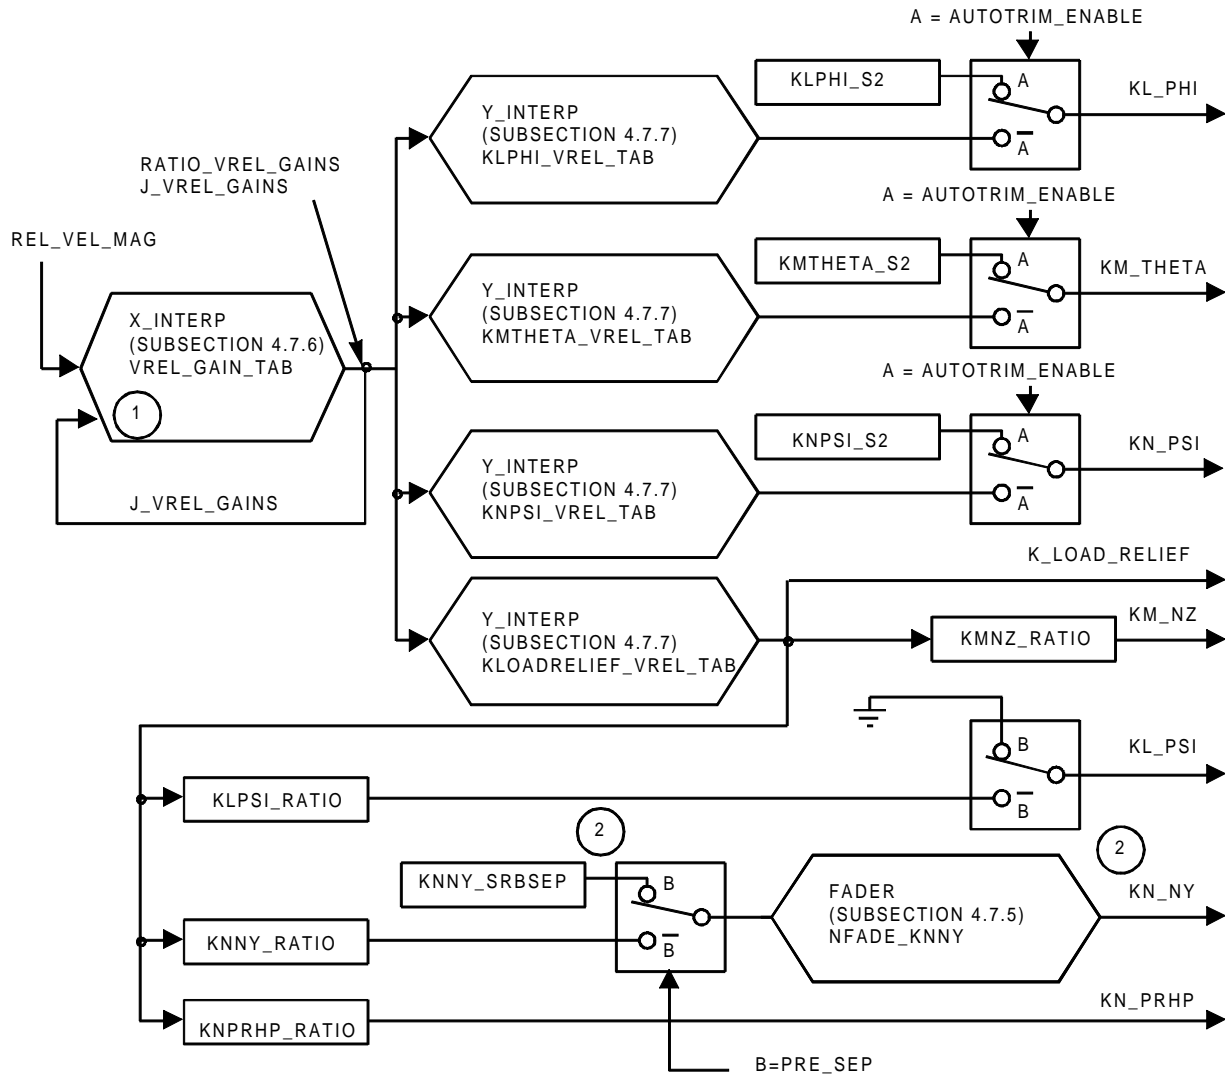 A = AUTOTRIM_ENABLE
KLPHI_S2
A
KL_PHI
Y_INTERP
(SUBSECTION 4.7.7)
KLPHI_VREL_TAB
A
RATIO_VREL_GAINS
J_VREL_GAINS
A = AUTOTRIM_ENABLE
REL_VEL_MAG
KMTHETA_S2
A
KM_THETA
Y_INTERP
(SUBSECTION 4.7.7)
KMTHETA_VREL_TAB
A
X_INTERP
(SUBSECTION 4.7.6)
VREL_GAIN_TAB
1
A = AUTOTRIM_ENABLE
KNPSI_S2
A
KN_PSI
Y_INTERP
(SUBSECTION 4.7.7)
KNPSI_VREL_TAB
A
J_VREL_GAINS
K_LOAD_RELIEF
Y_INTERP
(SUBSECTION 4.7.7)
KLOADRELIEF_VREL_TAB
KMNZ_RATIO
KM_NZ
B
KL_PSI
KLPSI_RATIO
B
2
2
KNNY_SRBSEP
B
FADER
(SUBSECTION 4.7.5)
NFADE_KNNY
KN_NY
KNNY_RATIO
B
KNPRHP_RATIO
KN_PRHP
B=PRE_SEP